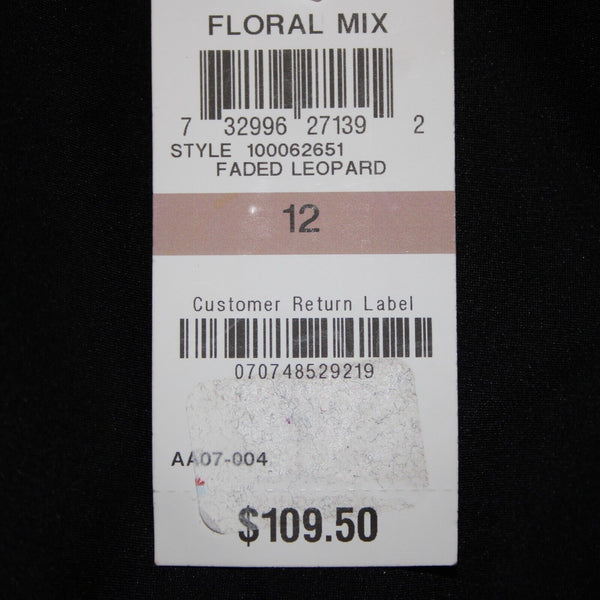 FLORAL MIX
7 32996 27139 2
STYLE 100062651
FADED LEOPARD
12
Customer Return Label
070748529219
AA07-004
$109.50